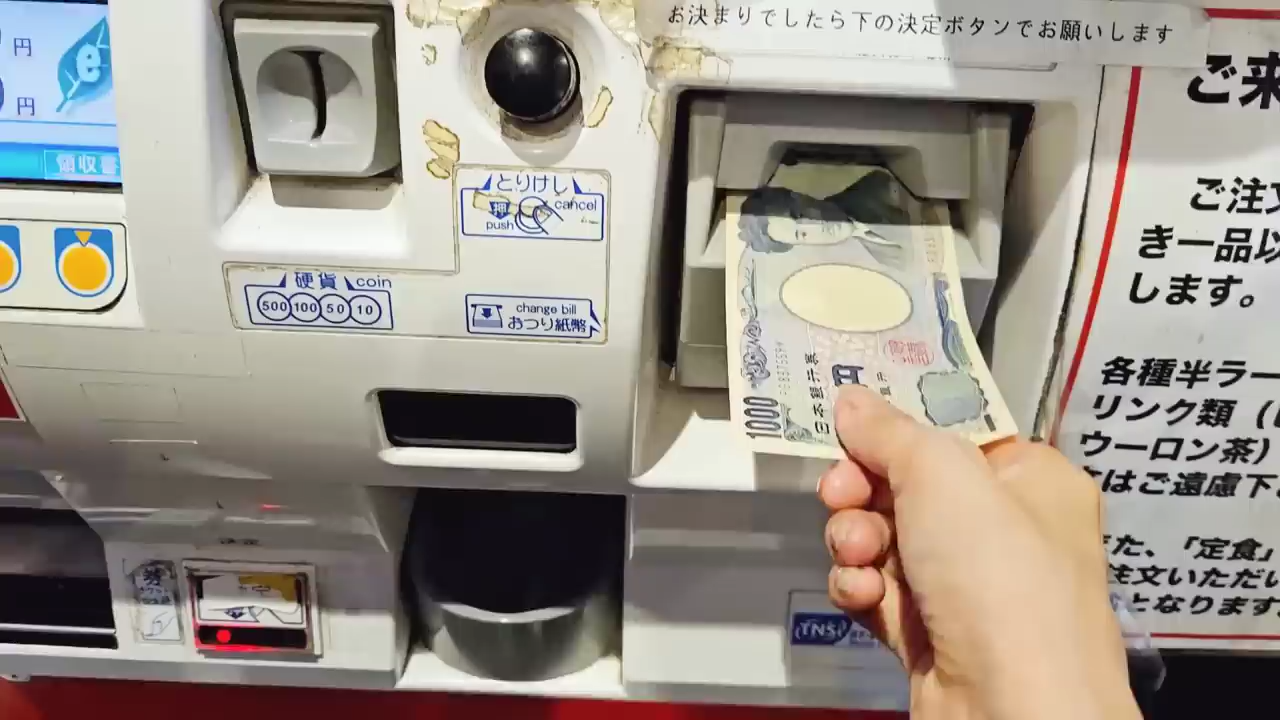 お決まりでしたら下の決定ボタンでお願いします
円
円
e
領収書
とりけし
push
cancel
硬貨 coin
500 100 50 10
change bill
おつり紙幣
1000
日本銀行券
千円
TNS
ご来
ご注文
き一品以
します。
各種半ラー
リンク類(
ウーロン茶)
はご遠慮下
た、「定食」
注文いただい
となります